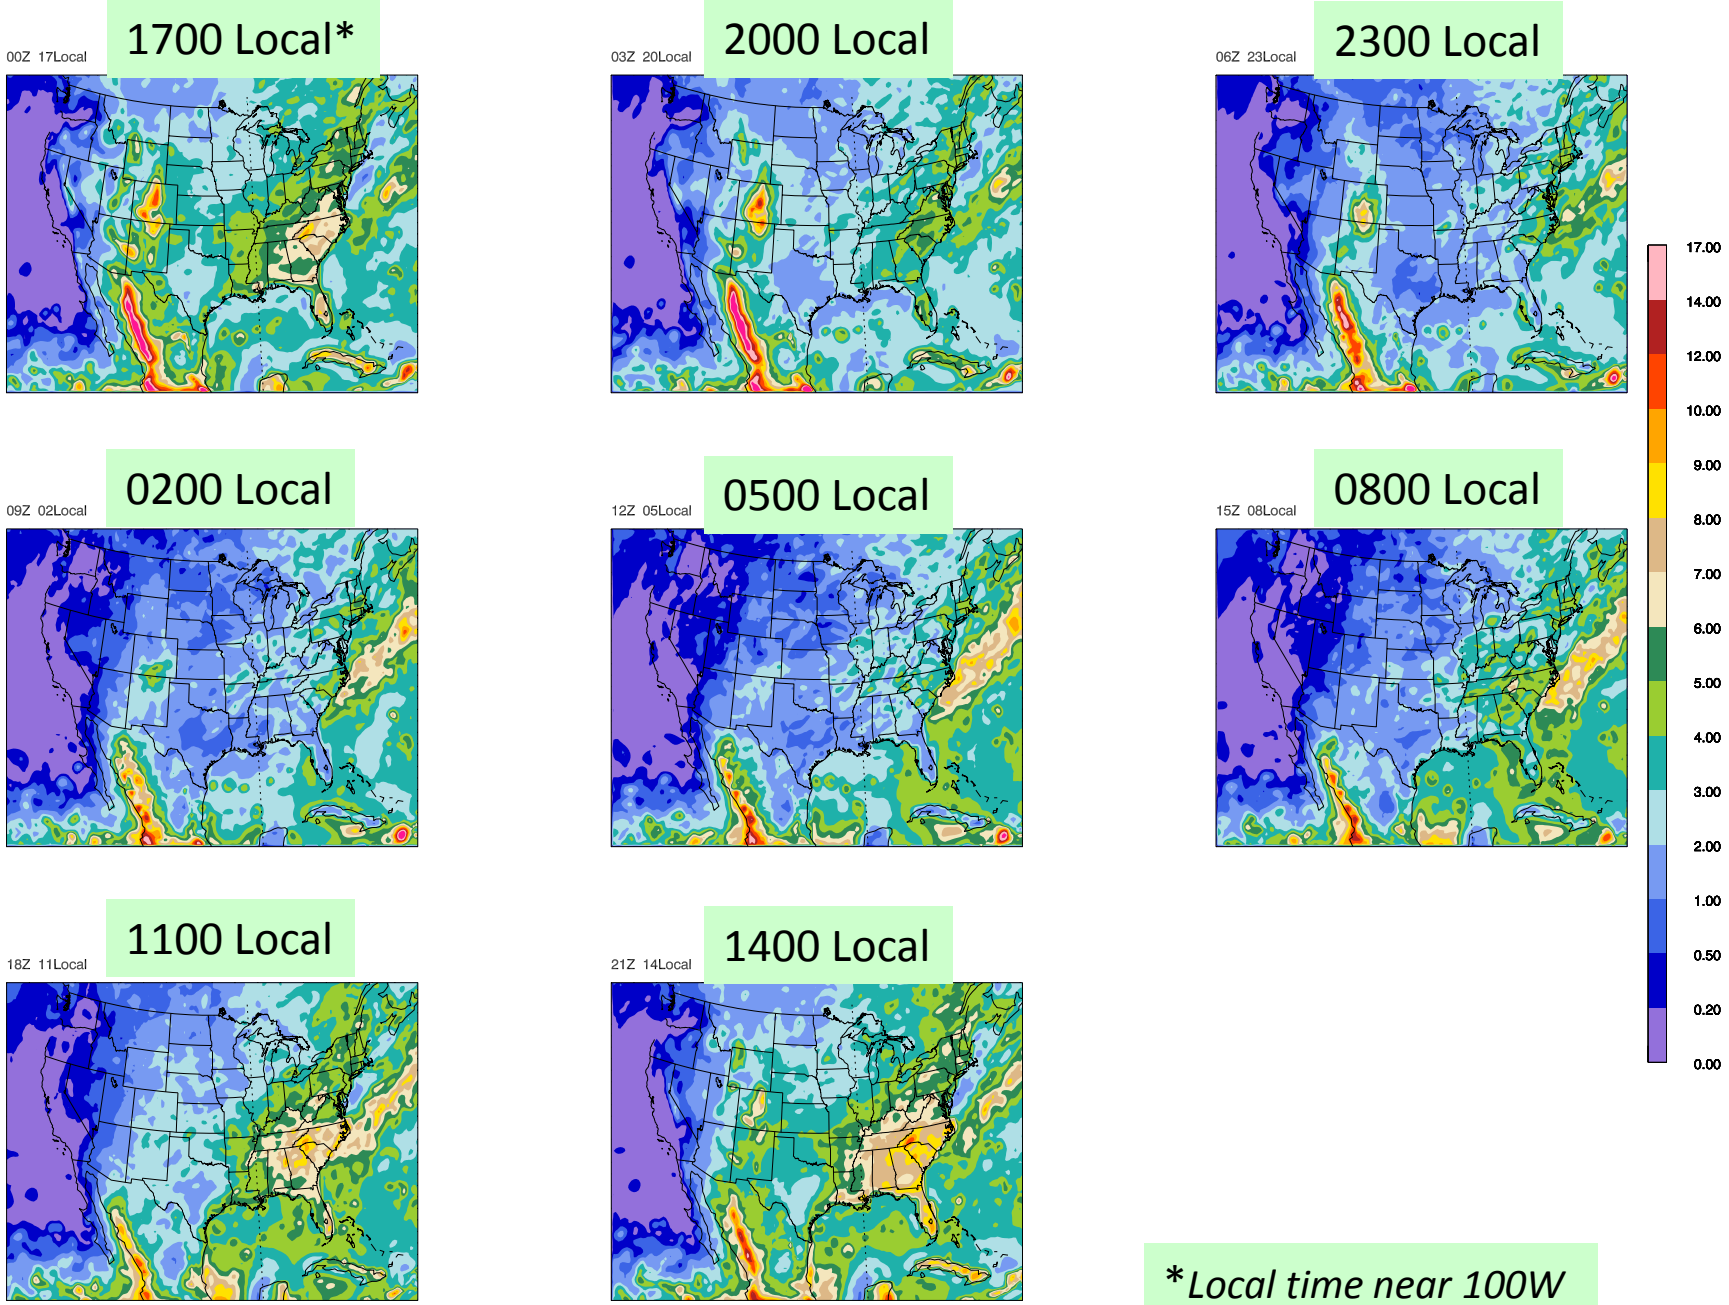 1700 Local*
00Z 17Local
2000 Local
03Z 20Local
2300 Local
06Z 23Local
0200 Local
09Z 02Local
0500 Local
12Z 05Local
0800 Local
15Z 08Local
1100 Local
18Z 11Local
1400 Local
21Z 14Local
17.00
14.00
12.00
10.00
9.00
8.00
7.00
6.00
5.00
4.00
3.00
2.00
1.00
0.50
0.20
0.00
*Local time near 100W